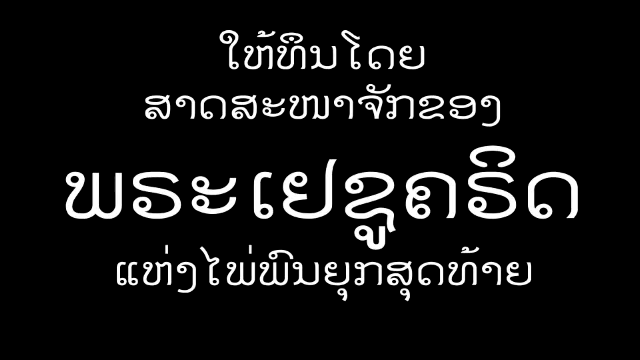 ໃຫ້ທຶນໂດຍ
ສາດສະໜາຈັກຂອງ
ພຣະເຢຊູຄຣິດ
ແຫ່ງໄພ່ພົນຍຸກສຸດທ້າຍ